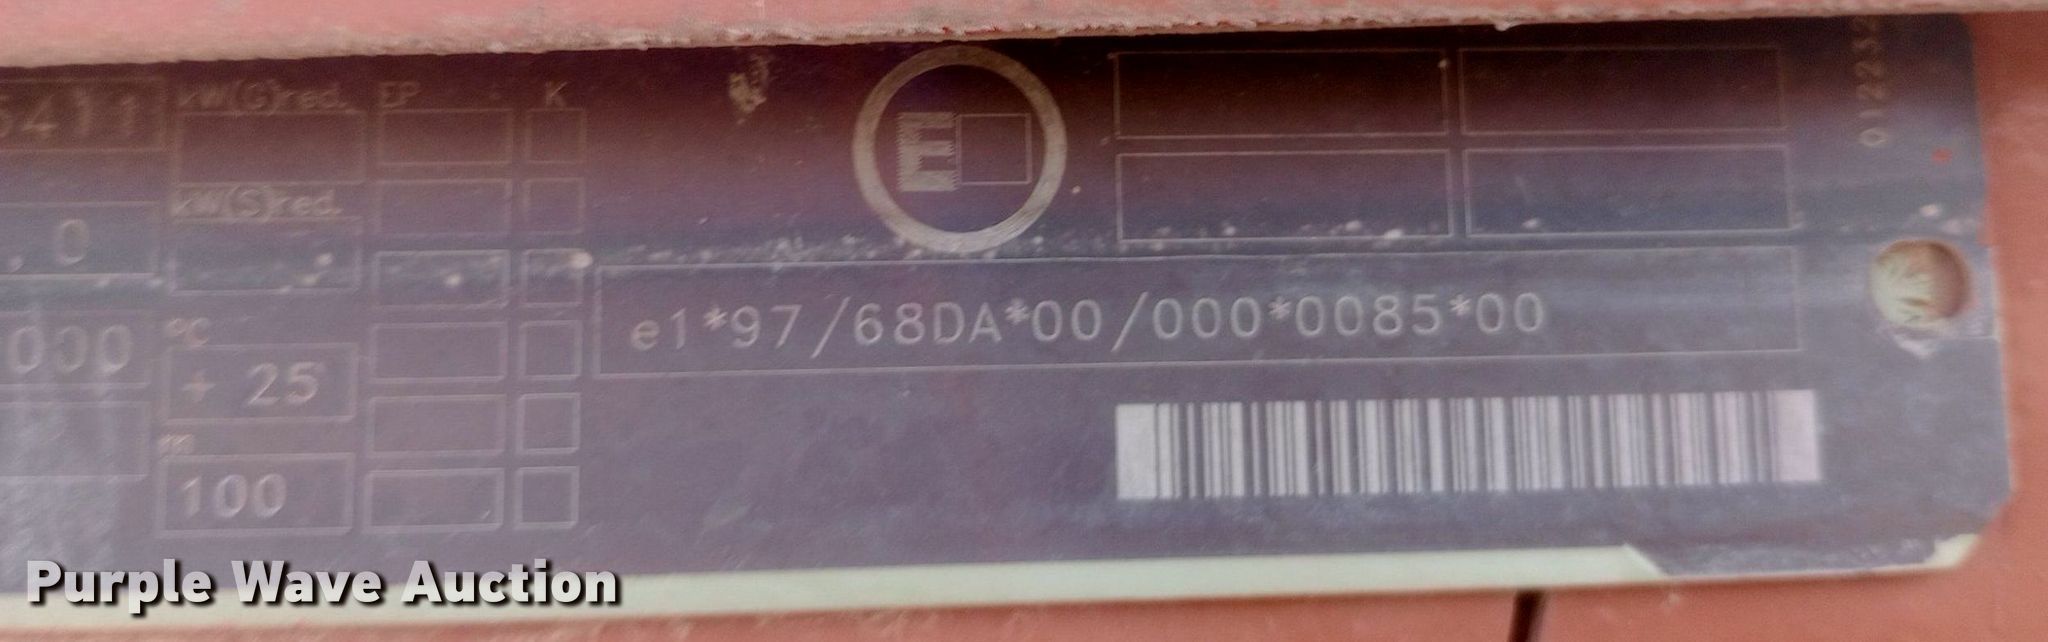 5411
kW(G)red.
EP
K
kW(S)red.
.0
°C
000
+ 25
m
100
e1*97/68DA*00/000*0085*00
Purple Wave Auction